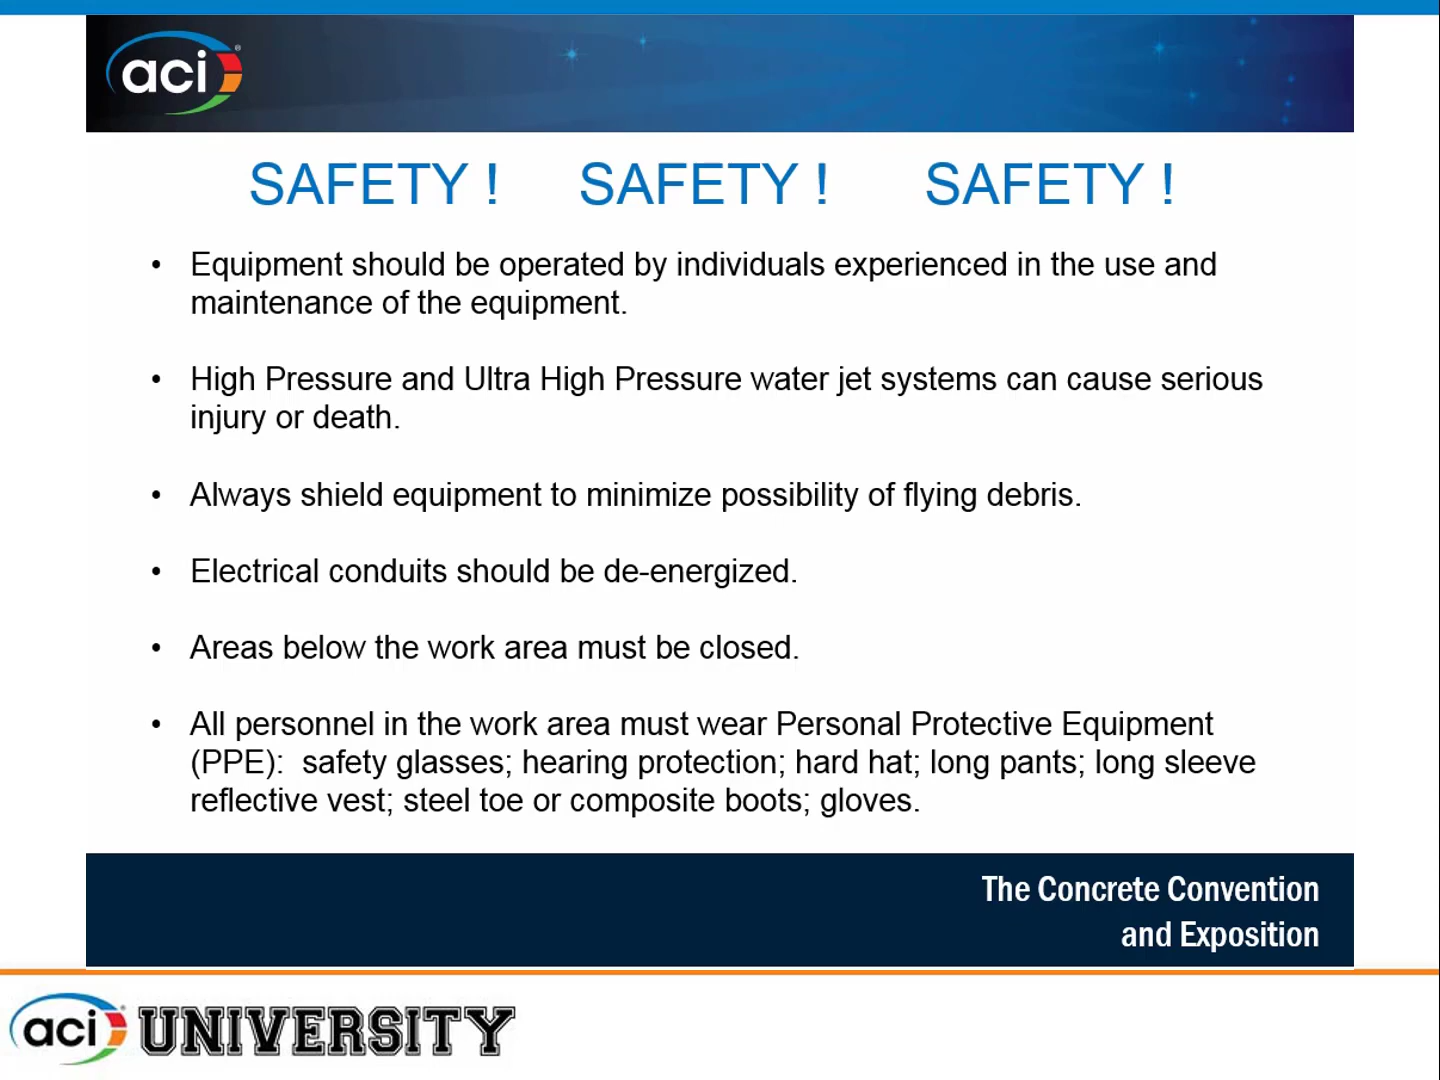 aci
SAFETY ! SAFETY ! SAFETY !
• Equipment should be operated by individuals experienced in the use and
maintenance of the equipment.
• High Pressure and Ultra High Pressure water jet systems can cause serious
injury or death.
• Always shield equipment to minimize possibility of flying debris.
• Electrical conduits should be de-energized.
• Areas below the work area must be closed.
• All personnel in the work area must wear Personal Protective Equipment
(PPE): safety glasses; hearing protection; hard hat; long pants; long sleeve
reflective vest; steel toe or composite boots; gloves.
The Concrete Convention
and Exposition
aci UNIVERSITY